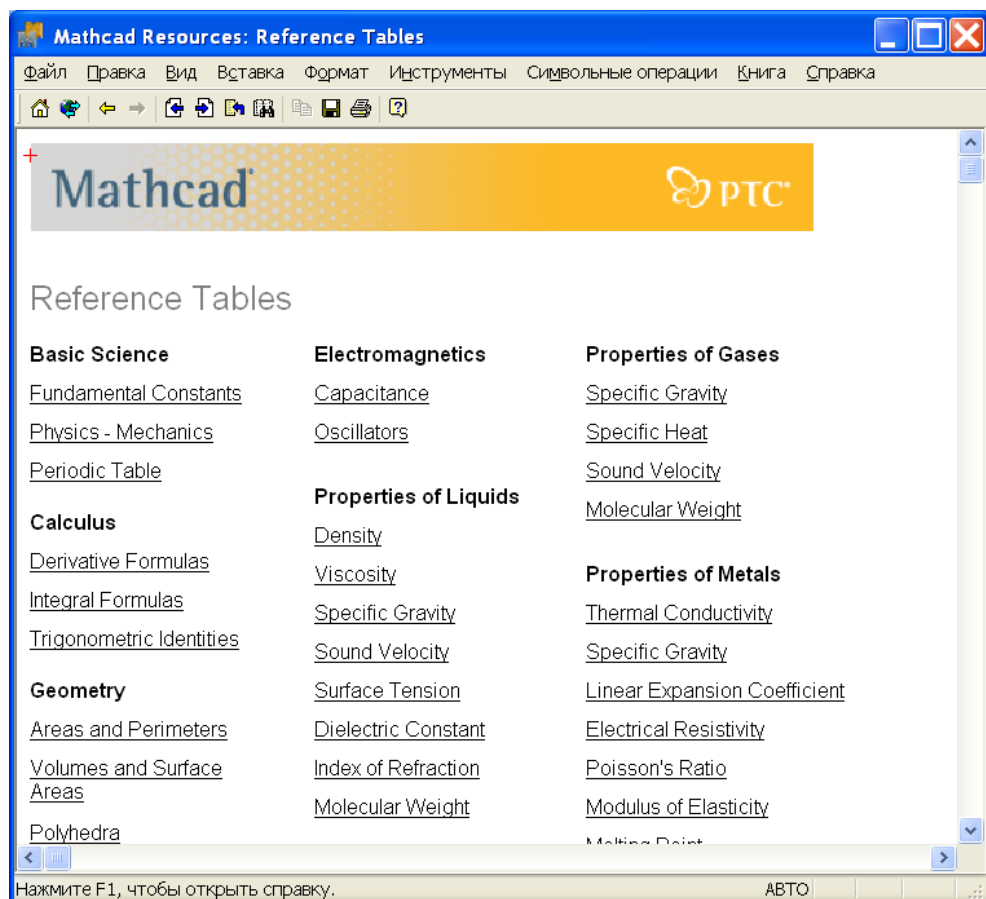 Mathcad Resources: Reference Tables
Файл Правка Вид Вставка Формат Инструменты Символьные операции Книга Справка
Mathcad
PTC
Reference Tables
Basic Science
Fundamental Constants
Physics - Mechanics
Periodic Table
Calculus
Derivative Formulas
Integral Formulas
Trigonometric Identities
Geometry
Areas and Perimeters
Volumes and Surface
Areas
Polyhedra
Electromagnetics
Capacitance
Oscillators
Properties of Liquids
Density
Viscosity
Specific Gravity
Sound Velocity
Surface Tension
Dielectric Constant
Index of Refraction
Molecular Weight
Properties of Gases
Specific Gravity
Specific Heat
Sound Velocity
Molecular Weight
Properties of Metals
Thermal Conductivity
Specific Gravity
Linear Expansion Coefficient
Electrical Resistivity
Poisson's Ratio
Modulus of Elasticity
Melting Point
Нажмите F1, чтобы открыть справку.
АВТО